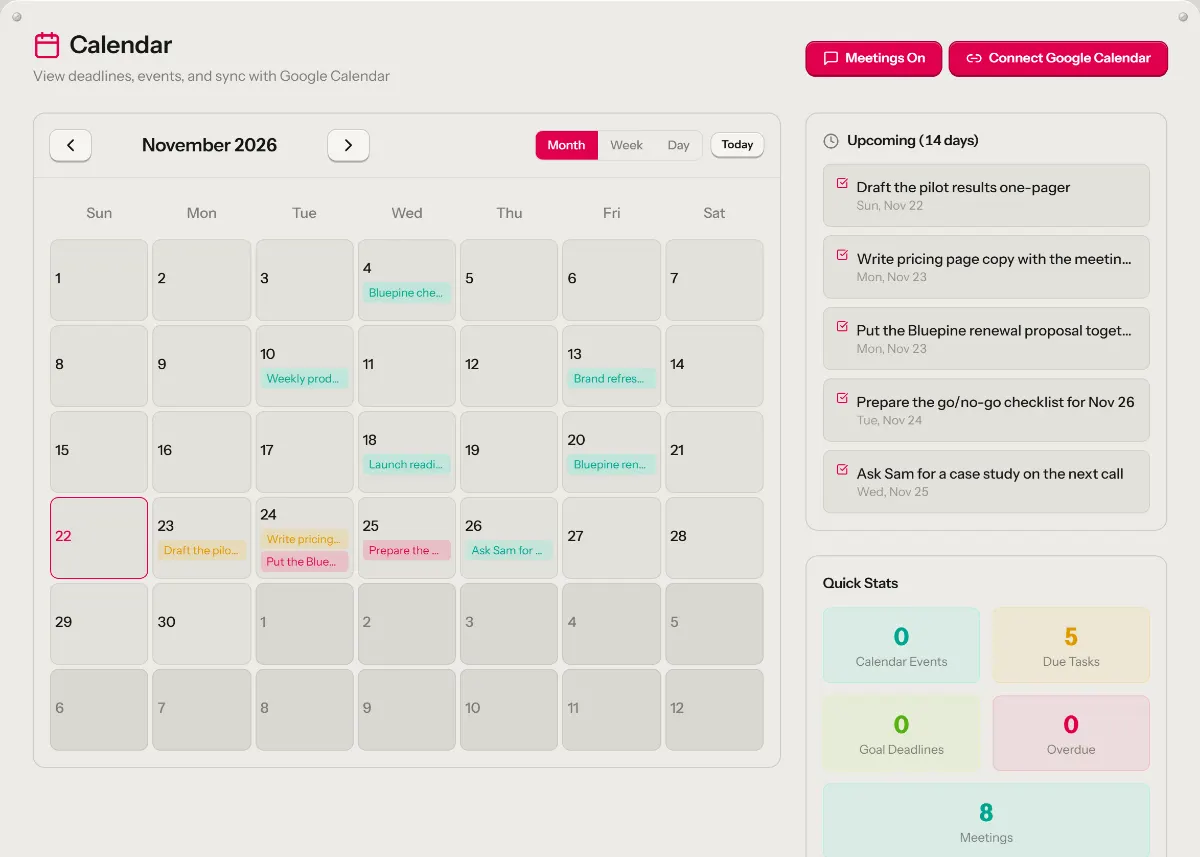 Calendar
View deadlines, events, and sync with Google Calendar
Meetings On
Connect Google Calendar
November 2026
Month
Week
Day
Today
Sun
Mon
Tue
Wed
Thu
Fri
Sat
1
2
3
4
Bluepine che...
5
6
7
8
9
10
Weekly prod...
11
12
13
Brand refres...
14
15
16
17
18
Launch readi...
19
20
Bluepine ren...
21
22
23
Draft the pilo...
24
Write pricing...
Put the Blue...
25
Prepare the ...
26
Ask Sam for ...
27
28
29
30
1
2
3
4
5
6
7
8
9
10
11
12
Upcoming (14 days)
Draft the pilot results one-pager
Sun, Nov 22
Write pricing page copy with the meetin...
Mon, Nov 23
Put the Bluepine renewal proposal toget...
Mon, Nov 23
Prepare the go/no-go checklist for Nov 26
Tue, Nov 24
Ask Sam for a case study on the next call
Wed, Nov 25
Quick Stats
0
Calendar Events
5
Due Tasks
0
Goal Deadlines
0
Overdue
8
Meetings